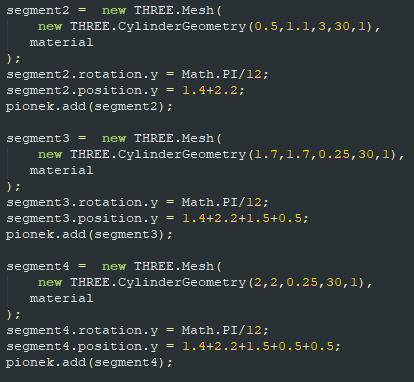 segment2 =  new THREE.Mesh(
    new THREE.CylinderGeometry(0.5,1.1,3,30,1),
   material
);
segment2.rotation.y = Math.PI/12;
segment2.position.y = 1.4+2.2;
pionek.add(segment2);

segment3 =  new THREE.Mesh(
    new THREE.CylinderGeometry(1.7,1.7,0.25,30,1),
   material
);
segment3.rotation.y = Math.PI/12;
segment3.position.y = 1.4+2.2+1.5+0.5;
pionek.add(segment3);

segment4 =  new THREE.Mesh(
    new THREE.CylinderGeometry(2,2,0.25,30,1),
   material
);
segment4.rotation.y = Math.PI/12;
segment4.position.y = 1.4+2.2+1.5+0.5+0.5;
pionek.add(segment4);